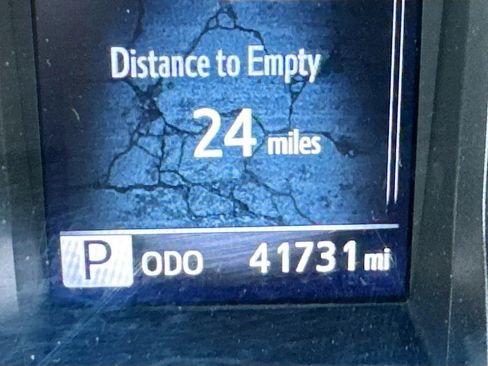 Distance to Empty
24 miles
P ODO 41731 mi